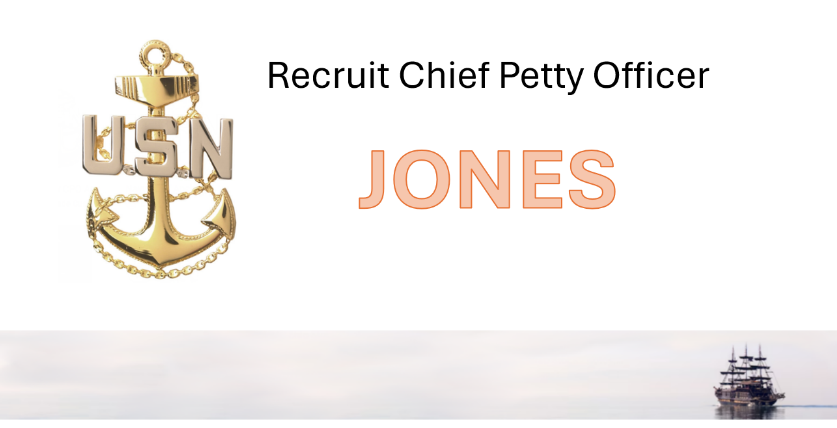 Recruit Chief Petty Officer
U.S.N
JONES